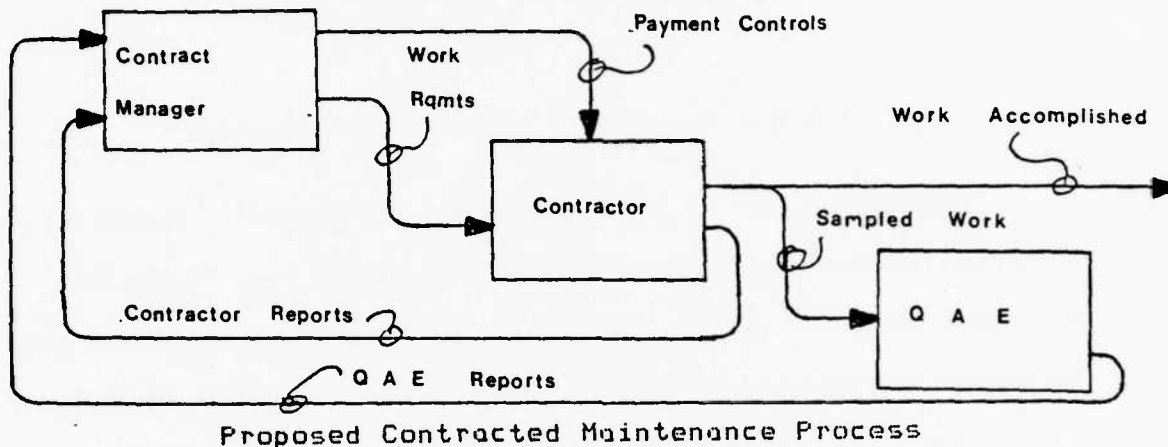 Payment Controls
Contract
Manager
Work
Rqmts
Work Accomplished
Contractor
Sampled Work
Q A E
Contractor Reports
Q A E Reports
Proposed Contracted Maintenance Process